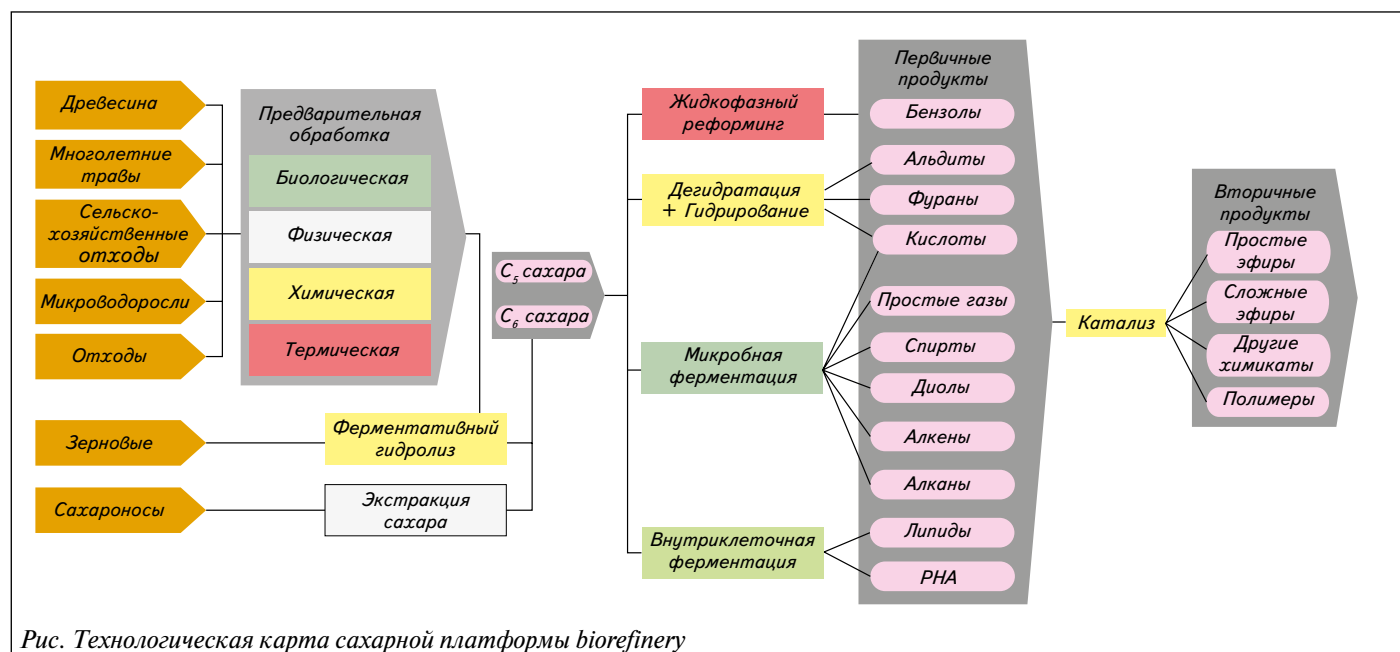 Древесина
Многолетние
травы
Сельско-
хозяйственные
отходы
Микроводоросли
Отходы
Зерновые
Сахароносы
Предварительная
обработка
Биологическая
Физическая
Химическая
Термическая
Ферментативный
гидролиз
Экстракция
сахара
C₅ сахара
C₆ сахара
Жидкофазный
реформинг
Дегидратация
+ Гидрирование
Микробная
ферментация
Внутриклеточная
ферментация
Первичные
продукты
Бензолы
Альдиты
Фураны
Кислоты
Простые газы
Спирты
Диолы
Алкены
Алканы
Липиды
PHA
Катализ
Вторичные
продукты
Простые
эфиры
Сложные
эфиры
Другие
химикаты
Полимеры
Рис. Технологическая карта сахарной платформы biorefinery